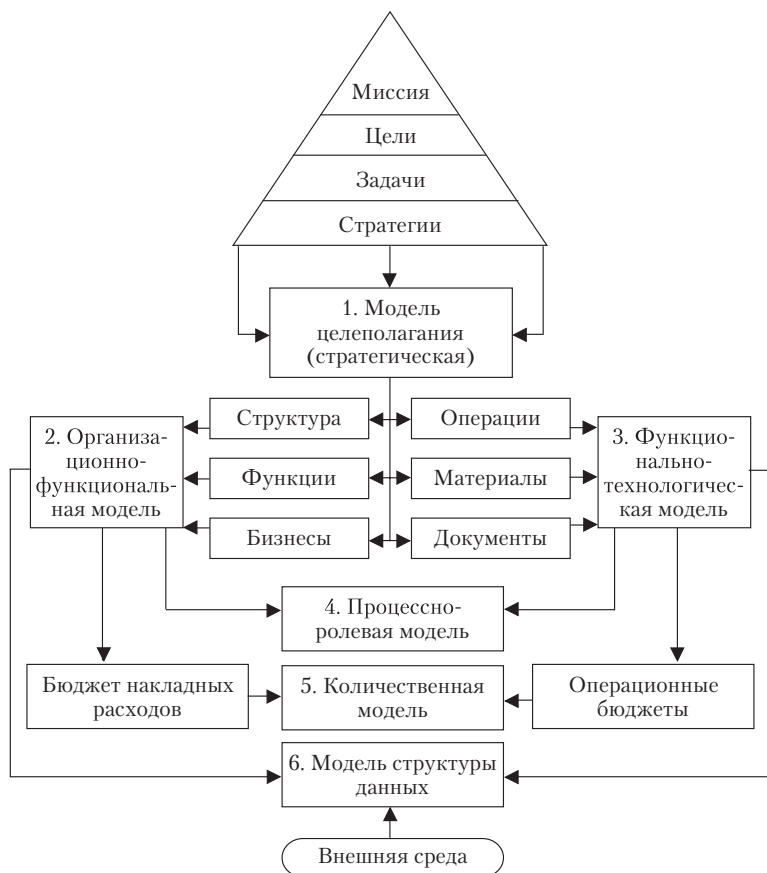 Миссия
Цели
Задачи
Стратегии
1. Модель
целеполагания
(стратегическая)
Структура
Операции
2. Организа-
ционно-
функциональ-
ная модель
Функции
Материалы
3. Функцио-
нально-
технологичес-
кая модель
Бизнесы
Документы
4. Процессно-
ролевая модель
Бюджет накладных
расходов
5. Количественная
модель
Операционные
бюджеты
6. Модель структуры
данных
Внешняя среда